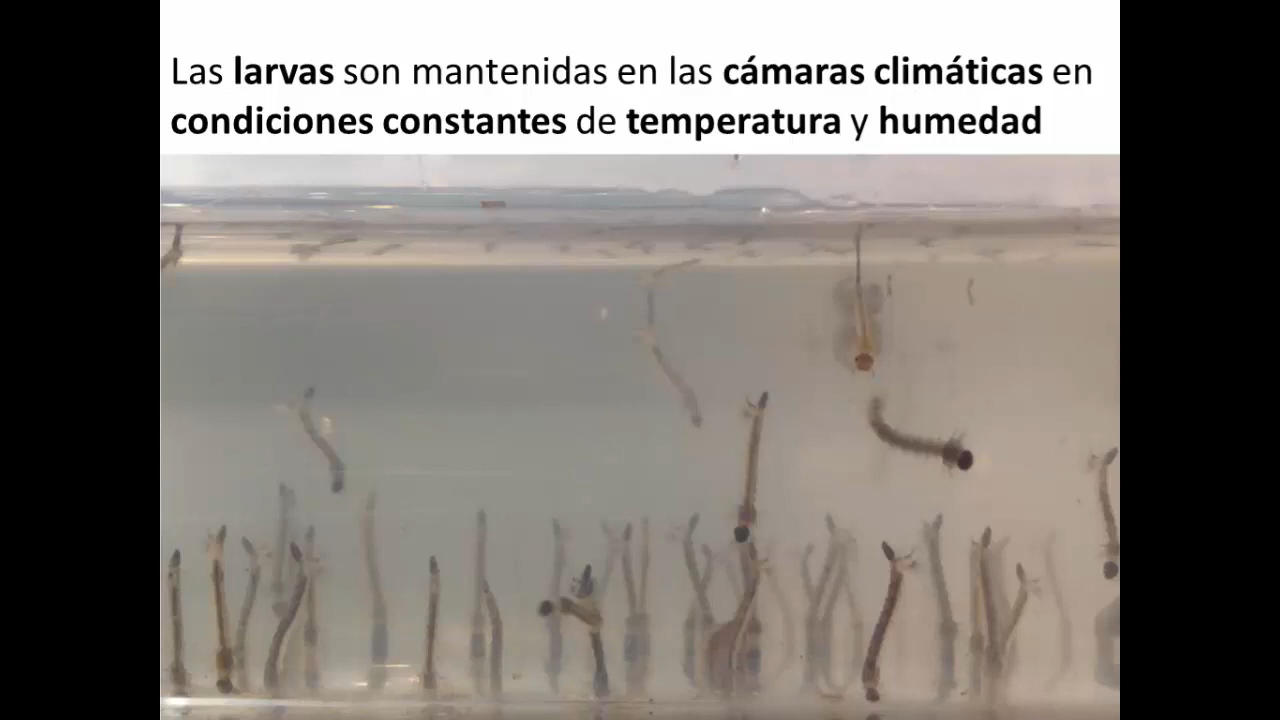 Las larvas son mantenidas en las cámaras climáticas en
condiciones constantes de temperatura y humedad